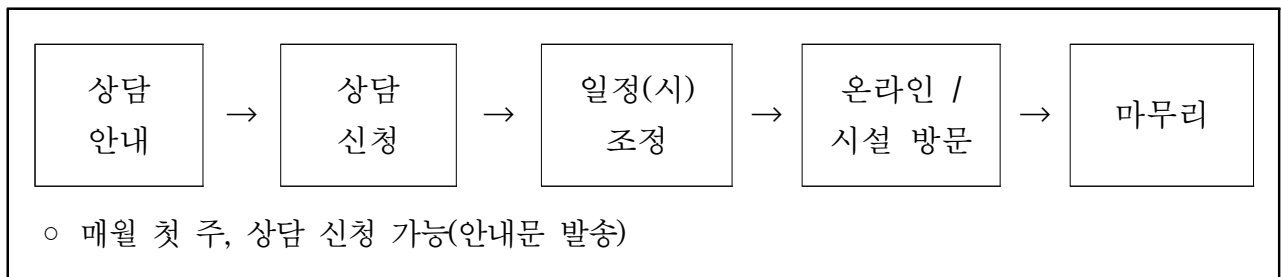 상담
안내
→
상담
신청
→
일정(시)
조정
→
온라인 /
시설 방문
→
마무리
○ 매월 첫 주, 상담 신청 가능(안내문 발송)